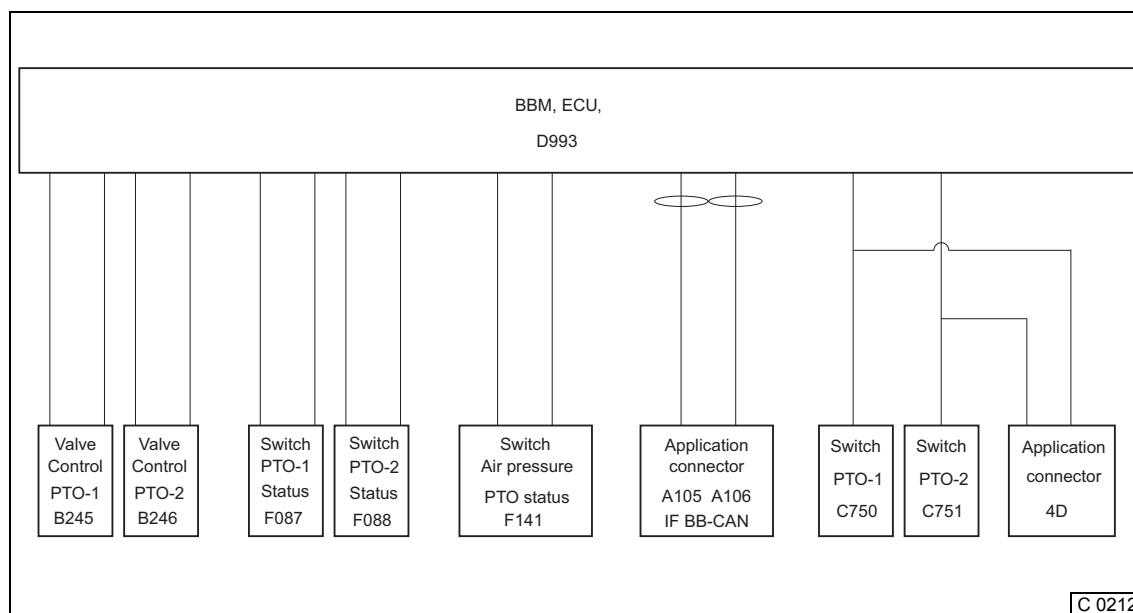 BBM, ECU,
D993
Valve
Control
PTO-1
B245
Valve
Control
PTO-2
B246
Switch
PTO-1
Status
F087
Switch
PTO-2
Status
F088
Switch
Air pressure
PTO status
F141
Application
connector
A105 A106
IF BB-CAN
Switch
PTO-1
C750
Switch
PTO-2
C751
Application
connector
4D
C 0212